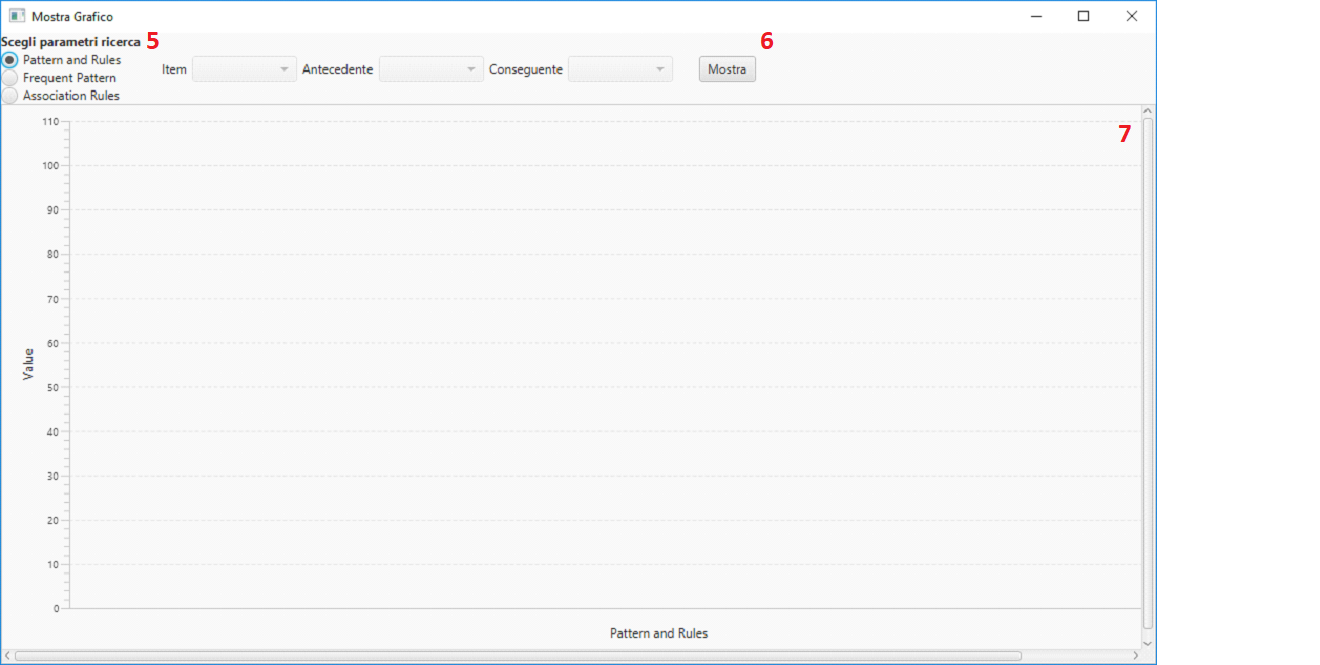 Mostra Grafico
Scegli parametri ricerca 5
6
Pattern and Rules
Frequent Pattern
Association Rules
Item
Antecedente
Conseguente
Mostra
7
110
100
90
80
70
60
50
40
30
20
10
0
Value
Pattern and Rules